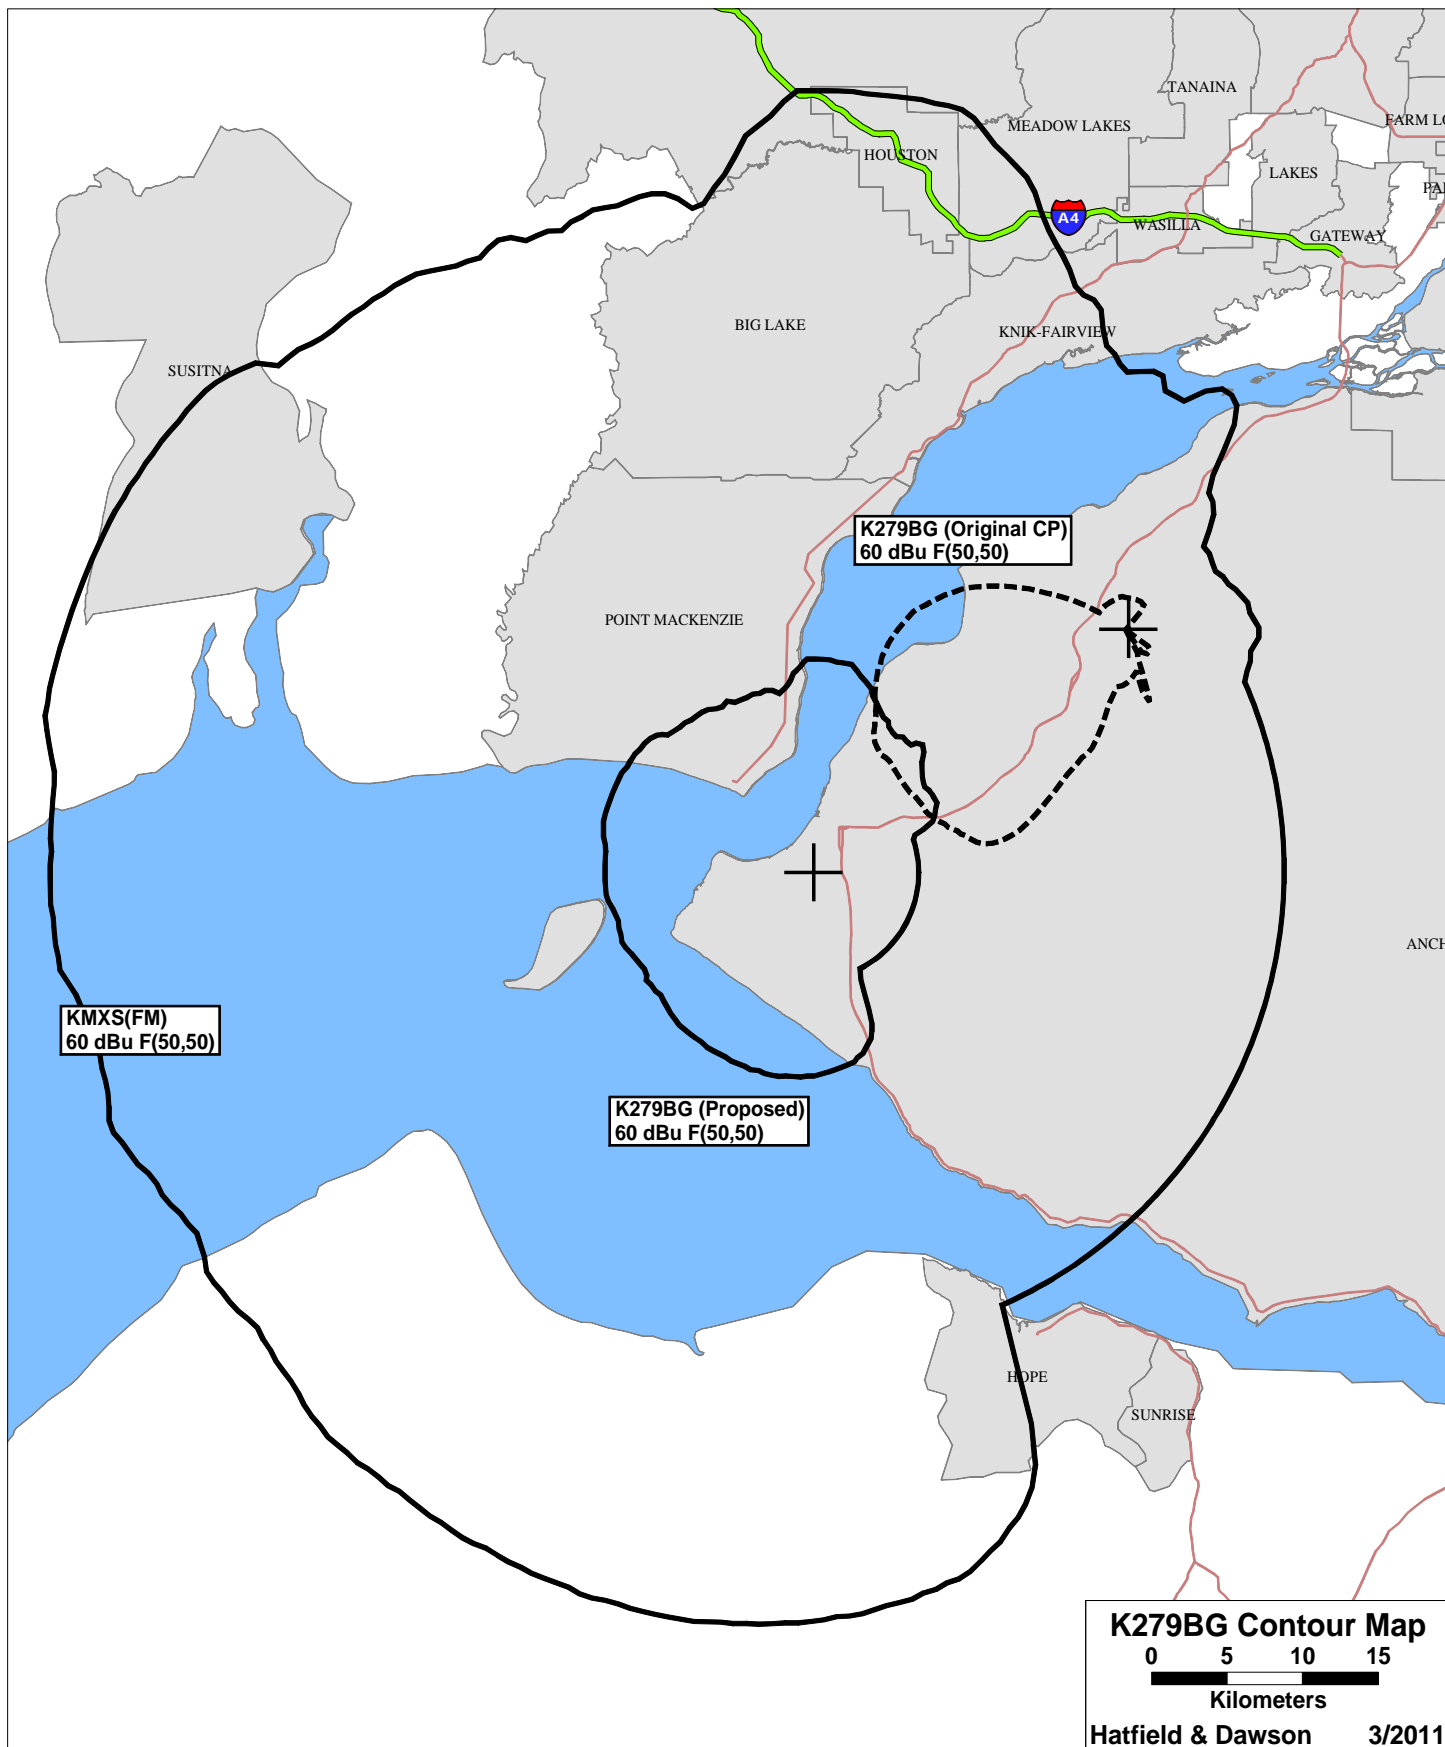 TANAINA
FARM LO
MEADOW LAKES
HOUSTON
LAKES
PAL
A4
WASILLA
GATEWAY
BIG LAKE
KNIK-FAIRVIEW
SUSITNA
K279BG (Original CP)
60 dBu F(50,50)
POINT MACKENZIE
ANCH
KMXS(FM)
60 dBu F(50,50)
K279BG (Proposed)
60 dBu F(50,50)
HOPE
SUNRISE
K279BG Contour Map
0 5 10 15
Kilometers
Hatfield & Dawson 3/2011